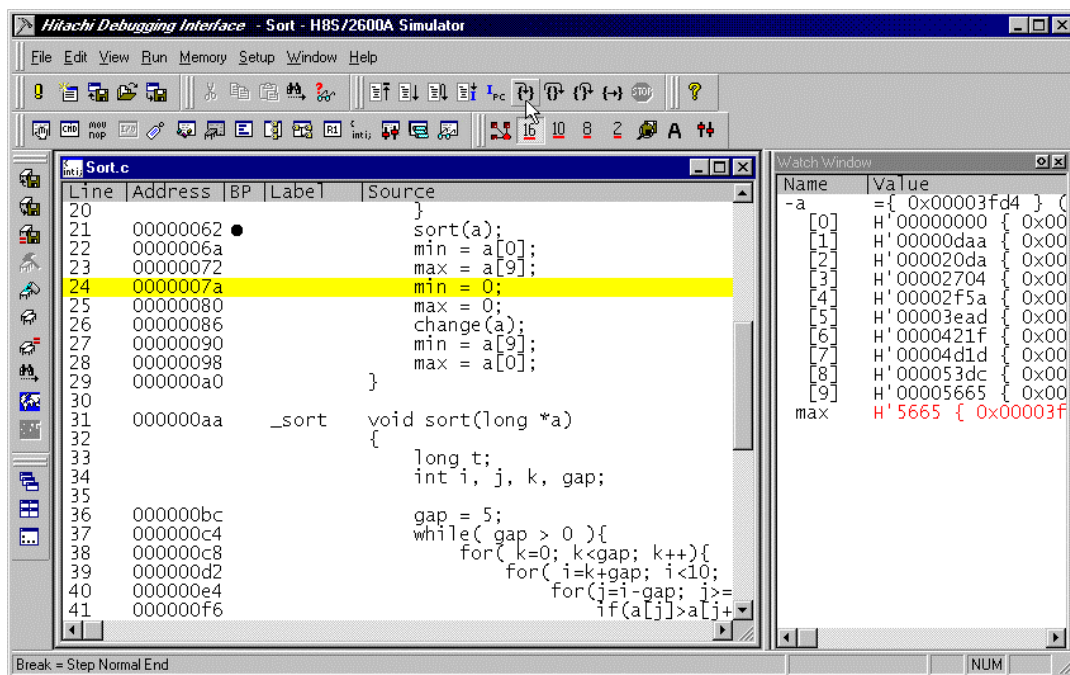 Hitachi Debugging Interface - Sort - H8S/2600A Simulator
File Edit View Run Memory Setup Window Help
I PC STOP ?
CMD MOV NOP R1 inti; 16 10 8 2 A
inti; Sort.c
Line Address BP Label Source
20 }
21 00000062 ● sort(a);
22 0000006a min = a[0];
23 00000072 max = a[9];
24 0000007a min = 0;
25 00000080 max = 0;
26 00000086 change(a);
27 00000090 min = a[9];
28 00000098 max = a[0];
29 000000a0 }
30
31 000000aa _sort void sort(long *a)
32 {
33 long t;
34 int i, j, k, gap;
35
36 000000bc gap = 5;
37 000000c4 while( gap > 0 ){
38 000000c8 for( k=0; k<gap; k++){
39 000000d2 for( i=k+gap; i<10;
40 000000e4 for(j=i-gap; j>=
41 000000f6 if(a[j]>a[j+
Watch Window
Name Value
-a ={ 0x00003fd4 } (
[0] H'00000000 { 0x00
[1] H'00000daa { 0x00
[2] H'000020da { 0x00
[3] H'00002704 { 0x00
[4] H'00002f5a { 0x00
[5] H'00003ead { 0x00
[6] H'0000421f { 0x00
[7] H'00004d1d { 0x00
[8] H'000053dc { 0x00
[9] H'00005665 { 0x00
max H'5665 { 0x00003f
Break = Step Normal End
NUM